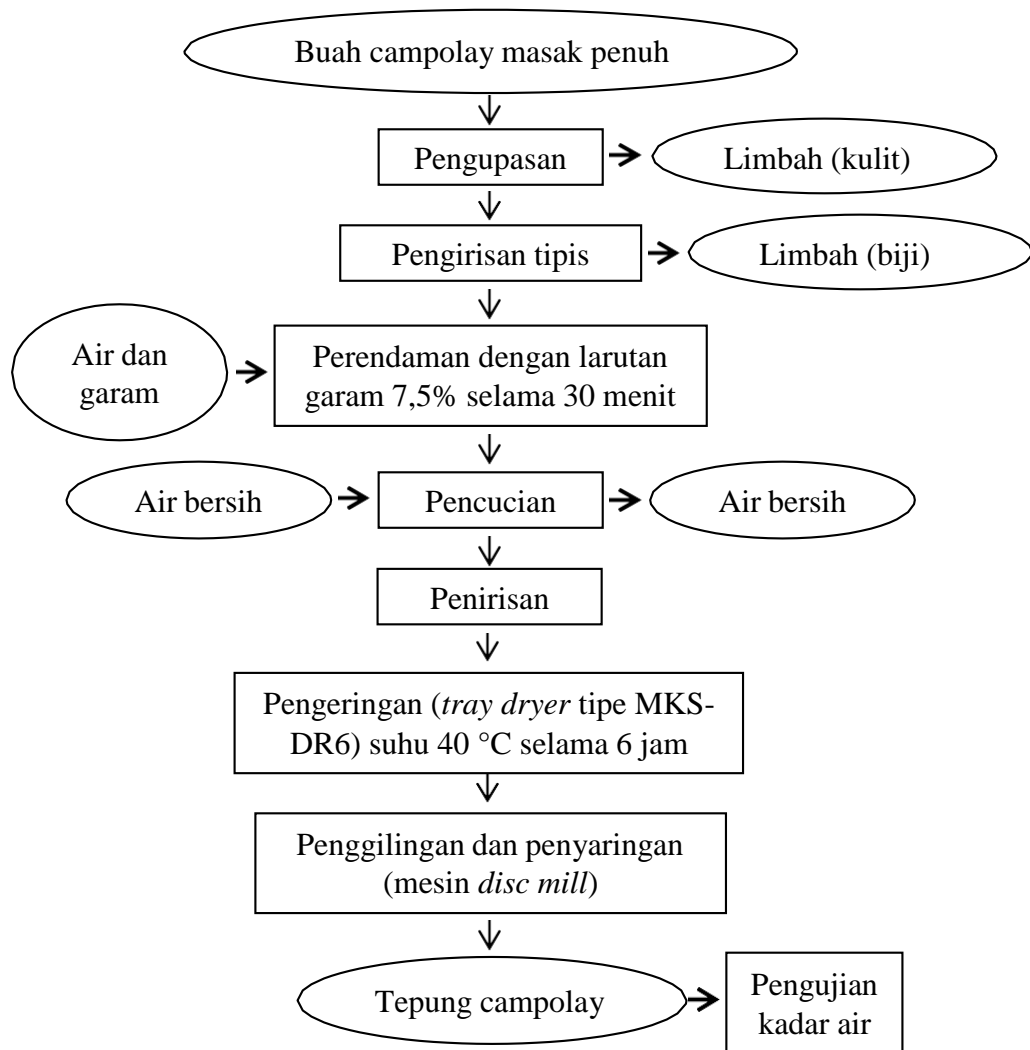 Buah campolay masak penuh
Pengupasan
Limbah (kulit)
Pengirisan tipis
Limbah (biji)
Air dan
garam
Perendaman dengan larutan
garam 7,5% selama 30 menit
Air bersih
Pencucian
Air bersih
Penirisan
Pengeringan (tray dryer tipe MKS-
DR6) suhu 40 °C selama 6 jam
Penggilingan dan penyaringan
(mesin disc mill)
Tepung campolay
Pengujian
kadar air